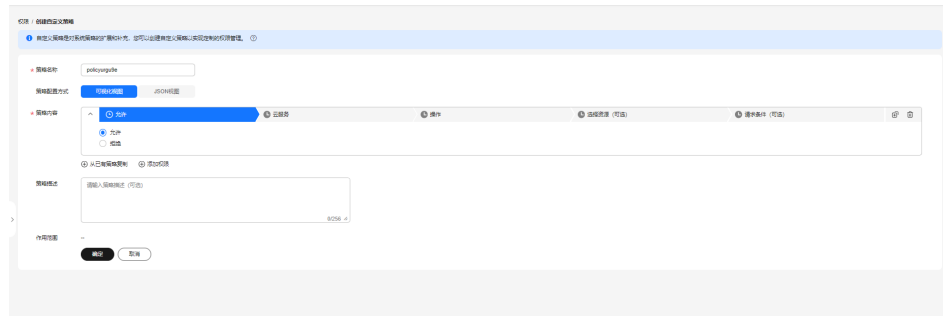 权限 / 创建自定义策略
自定义策略是对系统策略的扩展和补充，您可以创建自定义策略以实现定制的权限管理。
* 策略名称 policyurgu5e
策略配置方式 可视化视图 JSON视图
* 策略内容 允许 云服务 操作 选择资源（可选） 请求条件（可选）
允许
拒绝
从已有策略复制 添加权限
策略描述 请输入策略描述（可选）
0/256
作用范围 --
确定 取消